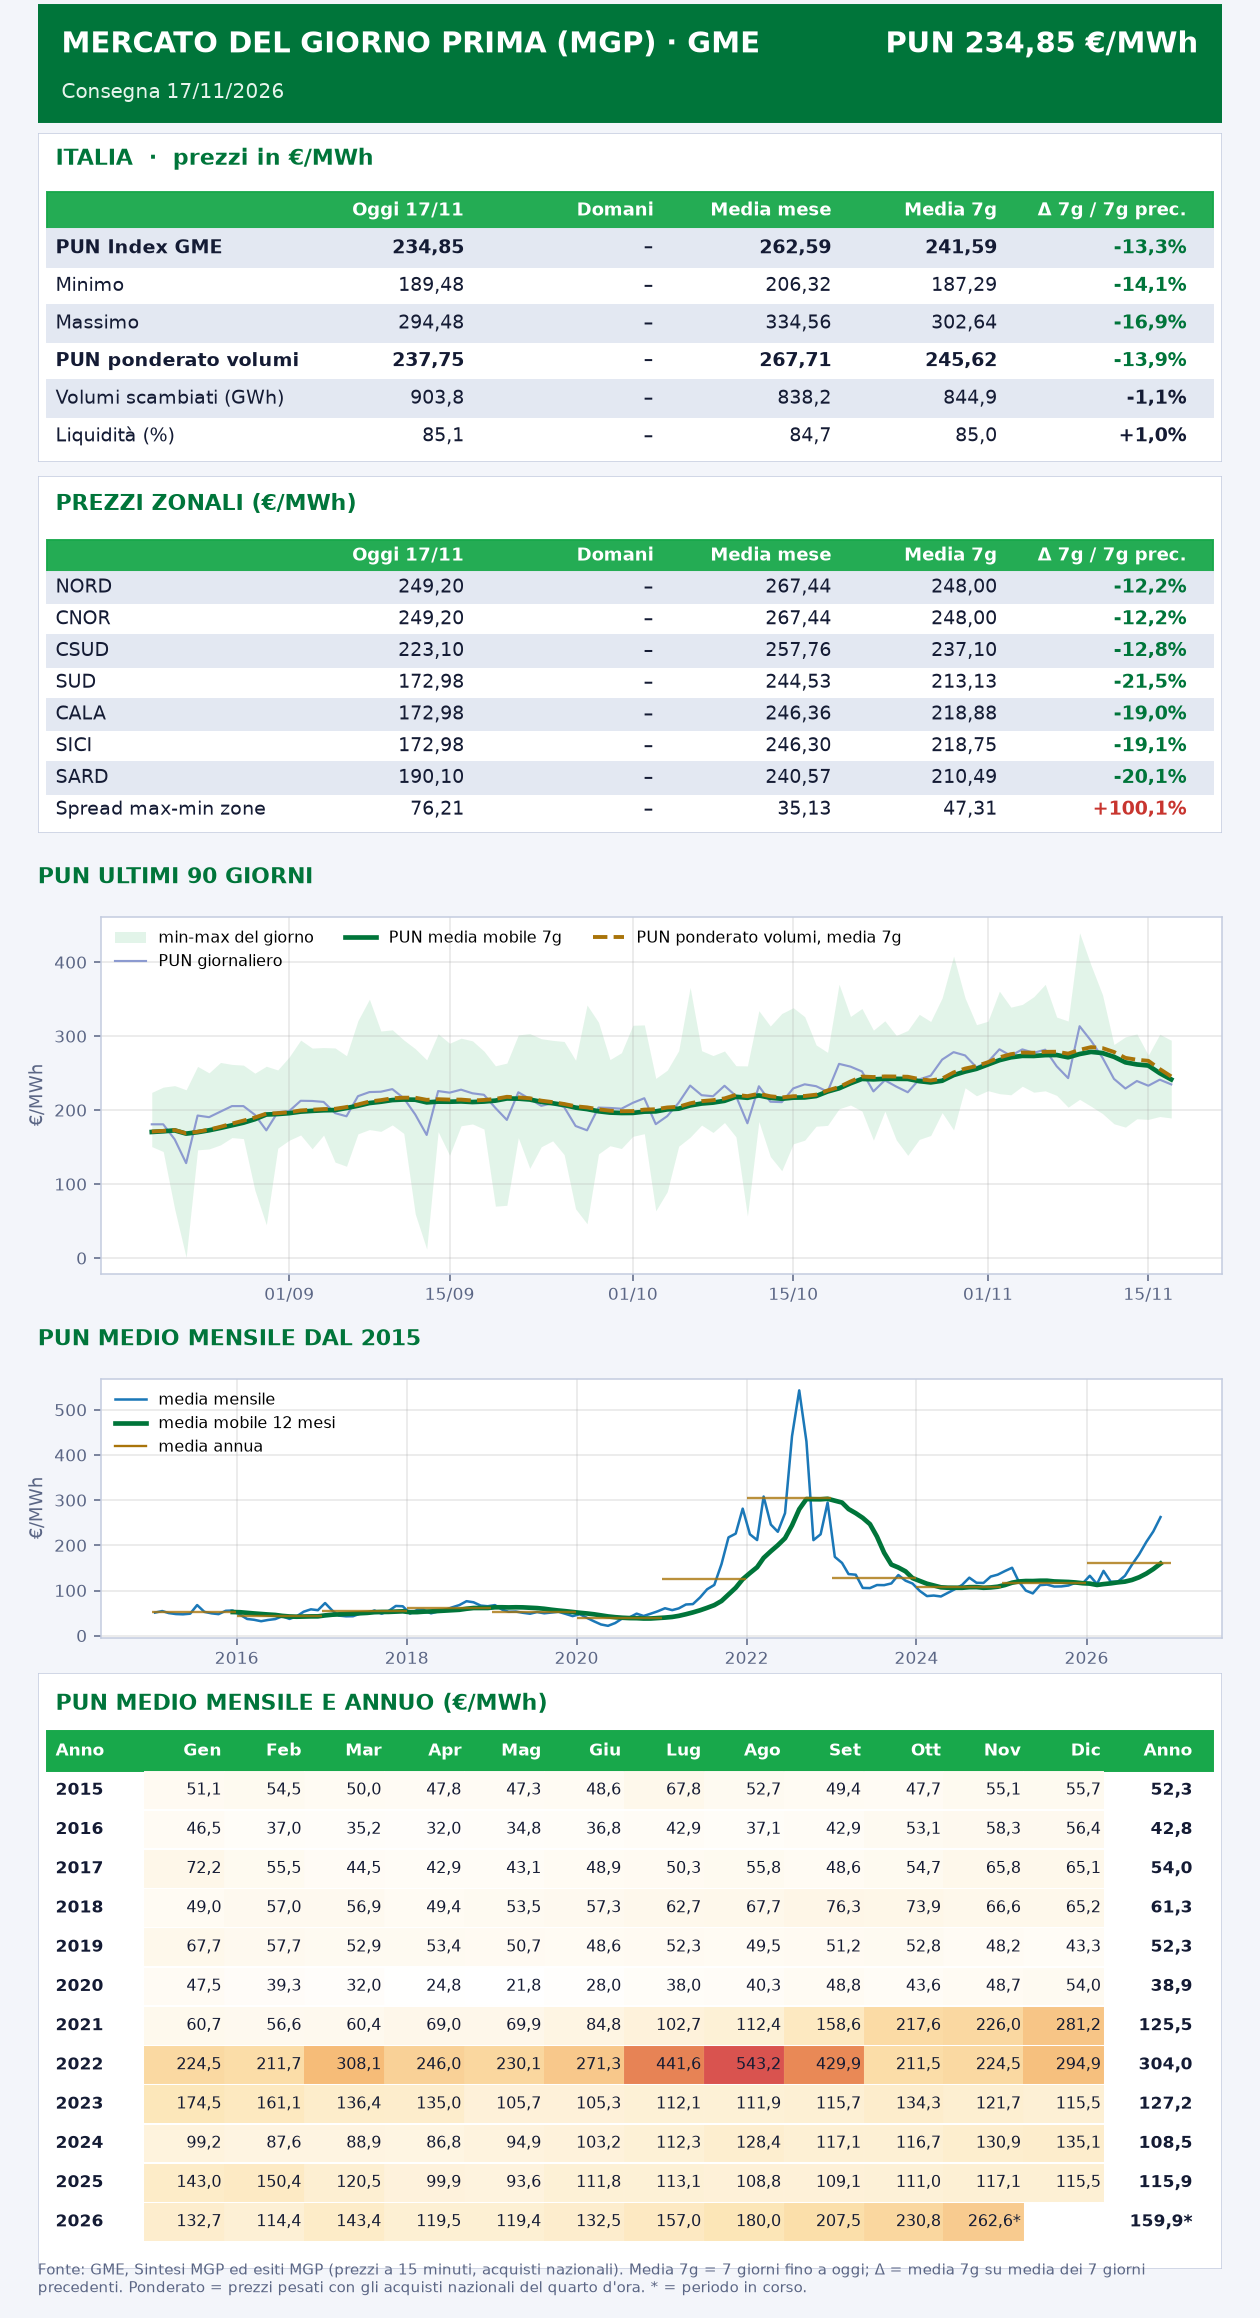 MERCATO DEL GIORNO PRIMA (MGP) · GME PUN 234,85 €/MWh
Consegna 17/11/2026
ITALIA · prezzi in €/MWh
Oggi 17/11 Domani Media mese Media 7g Δ 7g / 7g prec.
PUN Index GME 234,85 – 262,59 241,59 -13,3%
Minimo 189,48 – 206,32 187,29 -14,1%
Massimo 294,48 – 334,56 302,64 -16,9%
PUN ponderato volumi 237,75 – 267,71 245,62 -13,9%
Volumi scambiati (GWh) 903,8 – 838,2 844,9 -1,1%
Liquidità (%) 85,1 – 84,7 85,0 +1,0%
PREZZI ZONALI (€/MWh)
Oggi 17/11 Domani Media mese Media 7g Δ 7g / 7g prec.
NORD 249,20 – 267,44 248,00 -12,2%
CNOR 249,20 – 267,44 248,00 -12,2%
CSUD 223,10 – 257,76 237,10 -12,8%
SUD 172,98 – 244,53 213,13 -21,5%
CALA 172,98 – 246,36 218,88 -19,0%
SICI 172,98 – 246,30 218,75 -19,1%
SARD 190,10 – 240,57 210,49 -20,1%
Spread max-min zone 76,21 – 35,13 47,31 +100,1%
PUN ULTIMI 90 GIORNI
min-max del giorno PUN media mobile 7g PUN ponderato volumi, media 7g
PUN giornaliero
400
300
200
100
0
€/MWh
01/09 15/09 01/10 15/10 01/11 15/11
PUN MEDIO MENSILE DAL 2015
media mensile
media mobile 12 mesi
media annua
500
400
300
200
100
0
€/MWh
2016 2018 2020 2022 2024 2026
PUN MEDIO MENSILE E ANNUO (€/MWh)
Anno Gen Feb Mar Apr Mag Giu Lug Ago Set Ott Nov Dic Anno
2015 51,1 54,5 50,0 47,8 47,3 48,6 67,8 52,7 49,4 47,7 55,1 55,7 52,3
2016 46,5 37,0 35,2 32,0 34,8 36,8 42,9 37,1 42,9 53,1 58,3 56,4 42,8
2017 72,2 55,5 44,5 42,9 43,1 48,9 50,3 55,8 48,6 54,7 65,8 65,1 54,0
2018 49,0 57,0 56,9 49,4 53,5 57,3 62,7 67,7 76,3 73,9 66,6 65,2 61,3
2019 67,7 57,7 52,9 53,4 50,7 48,6 52,3 49,5 51,2 52,8 48,2 43,3 52,3
2020 47,5 39,3 32,0 24,8 21,8 28,0 38,0 40,3 48,8 43,6 48,7 54,0 38,9
2021 60,7 56,6 60,4 69,0 69,9 84,8 102,7 112,4 158,6 217,6 226,0 281,2 125,5
2022 224,5 211,7 308,1 246,0 230,1 271,3 441,6 543,2 429,9 211,5 224,5 294,9 304,0
2023 174,5 161,1 136,4 135,0 105,7 105,3 112,1 111,9 115,7 134,3 121,7 115,5 127,2
2024 99,2 87,6 88,9 86,8 94,9 103,2 112,3 128,4 117,1 116,7 130,9 135,1 108,5
2025 143,0 150,4 120,5 99,9 93,6 111,8 113,1 108,8 109,1 111,0 117,1 115,5 115,9
2026 132,7 114,4 143,4 119,5 119,4 132,5 157,0 180,0 207,5 230,8 262,6* 159,9*
Fonte: GME, Sintesi MGP ed esiti MGP (prezzi a 15 minuti, acquisti nazionali). Media 7g = 7 giorni fino a oggi; Δ = media 7g su media dei 7 giorni
precedenti. Ponderato = prezzi pesati con gli acquisti nazionali del quarto d'ora. * = periodo in corso.